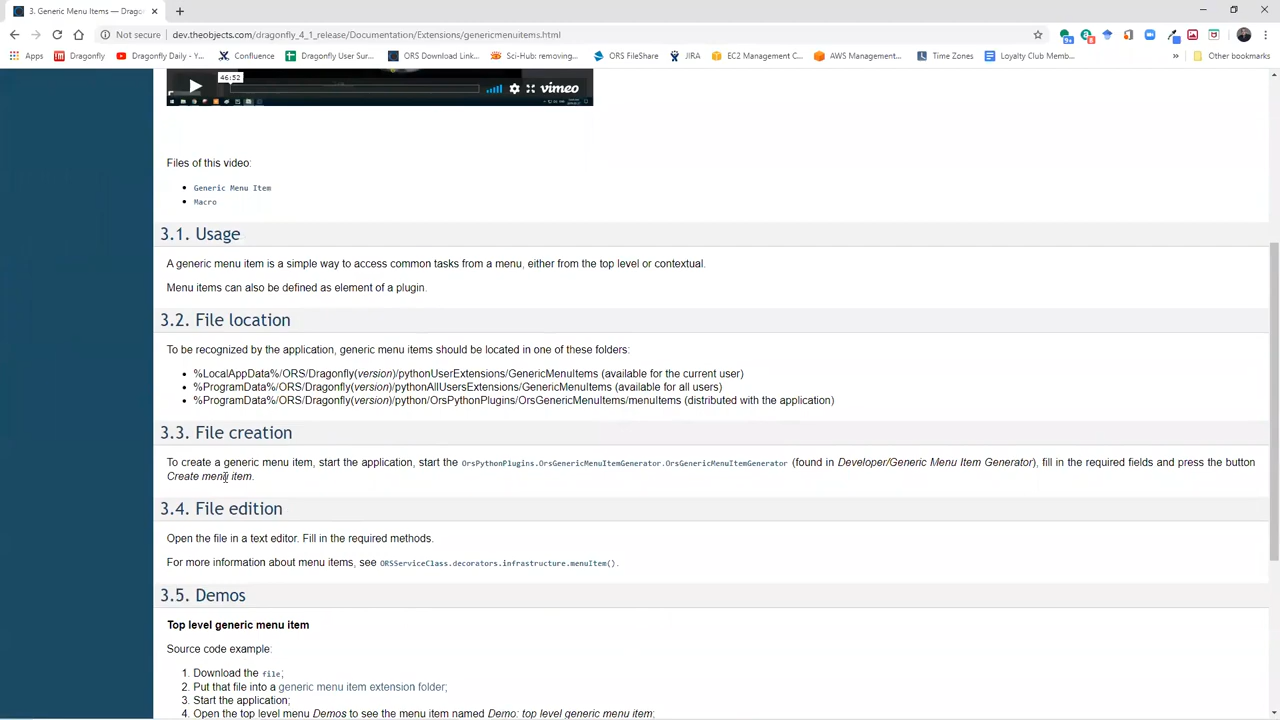 3. Generic Menu Items — Drago
Not secure | dev.theobjects.com/dragonfly_4_1_release/Documentation/Extensions/genericmenuitems.html
Apps Dragonfly Dragonfly Daily - Y... Confluence Dragonfly User Sur... ORS Download Link... Sci-Hub: removing... ORS FileShare JIRA EC2 Management C... AWS Management... Time Zones Loyalty Club Memb... » Other bookmarks
46:52
vimeo
Files of this video:
Generic Menu Item
Macro
3.1. Usage
A generic menu item is a simple way to access common tasks from a menu, either from the top level or contextual.
Menu items can also be defined as element of a plugin.
3.2. File location
To be recognized by the application, generic menu items should be located in one of these folders:
%LocalAppData%/ORS/Dragonfly(version)/pythonUserExtensions/GenericMenuItems (available for the current user)
%ProgramData%/ORS/Dragonfly(version)/pythonAllUsersExtensions/GenericMenuItems (available for all users)
%ProgramData%/ORS/Dragonfly(version)/python/OrsPythonPlugins/OrsGenericMenuItems/menuItems (distributed with the application)
3.3. File creation
To create a generic menu item, start the application, start the OrsPythonPlugins.OrsGenericMenuItemGenerator.OrsGenericMenuItemGenerator (found in Developer/Generic Menu Item Generator), fill in the required fields and press the button
Create menu item.
3.4. File edition
Open the file in a text editor. Fill in the required methods.
For more information about menu items, see ORSServiceClass.decorators.infrastructure.menuItem().
3.5. Demos
Top level generic menu item
Source code example:
1. Download the file;
2. Put that file into a generic menu item extension folder;
3. Start the application;
4. Open the top level menu Demos to see the menu item named Demo: top level generic menu item;